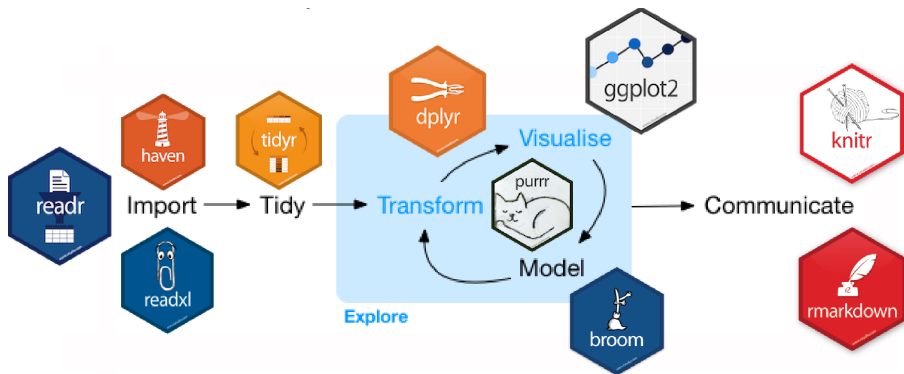 readr
haven
Import
readxl
tidyr
Tidy
dplyr
Transform
ggplot2
Visualise
purrr
Model
broom
Explore
Communicate
knitr
rmarkdown